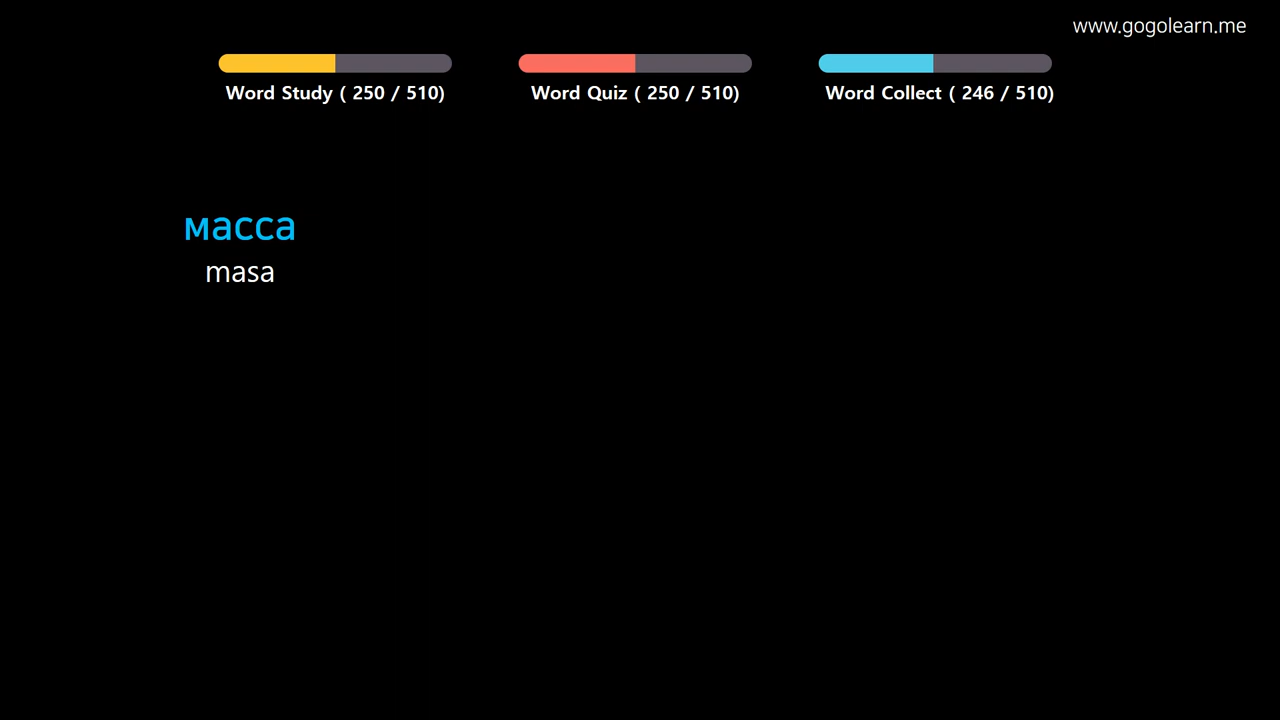 www.gogolearn.me
Word Study ( 250 / 510)
Word Quiz ( 250 / 510)
Word Collect ( 246 / 510)
масса
masa